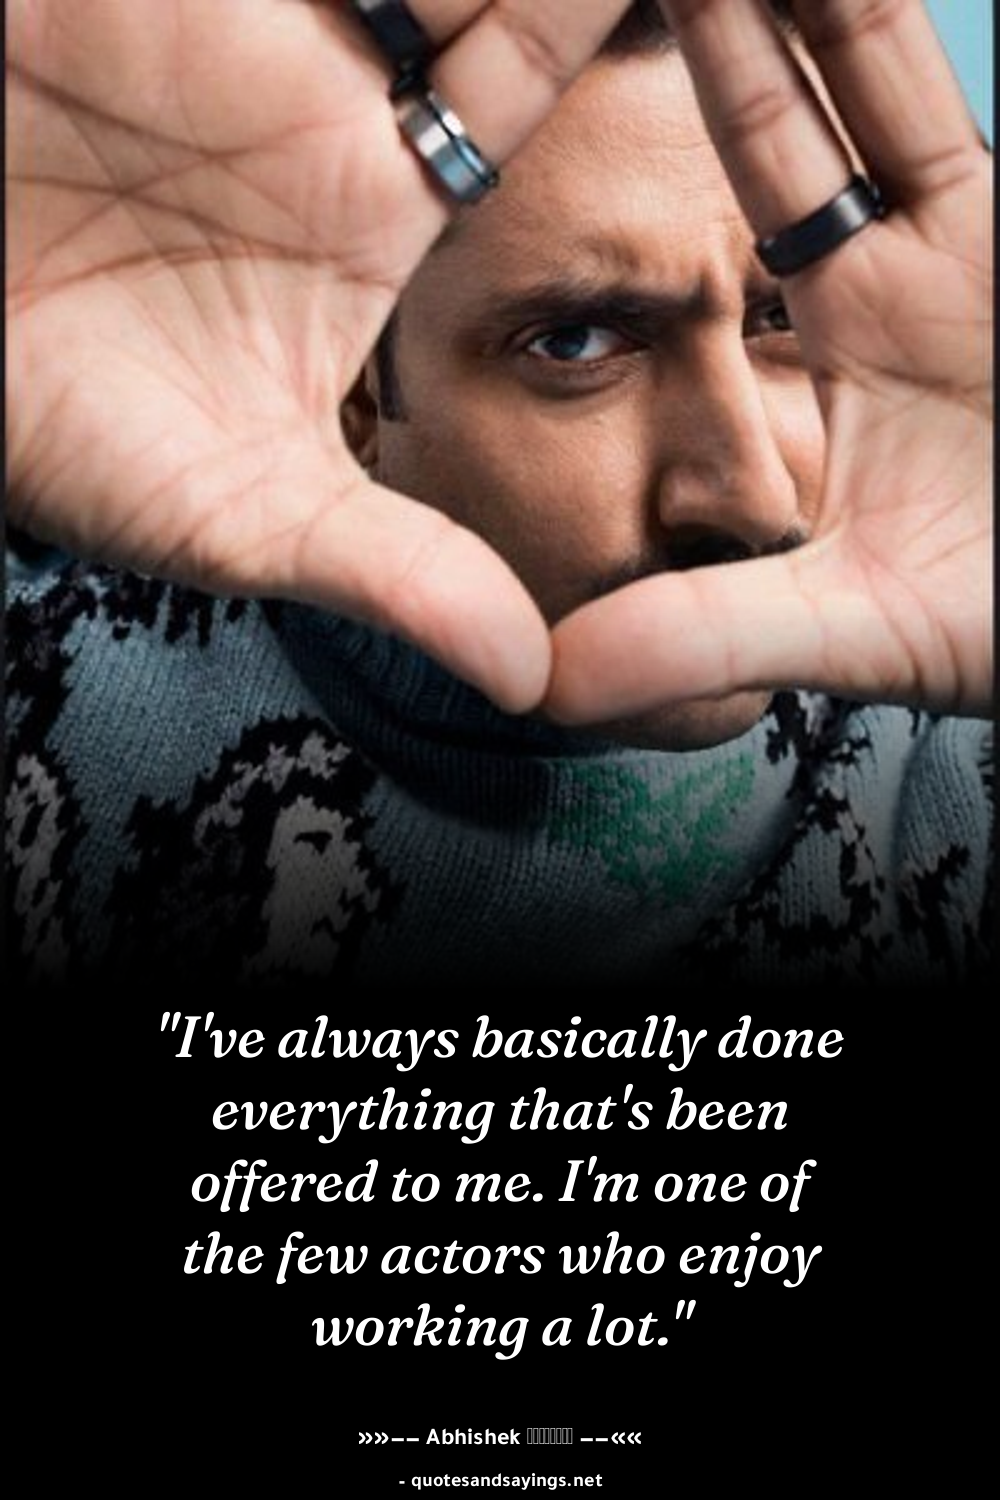 "I've always basically done
everything that's been
offered to me. I'm one of
the few actors who enjoy
working a lot."
»»−− Abhishek −−««
- quotesandsayings.net